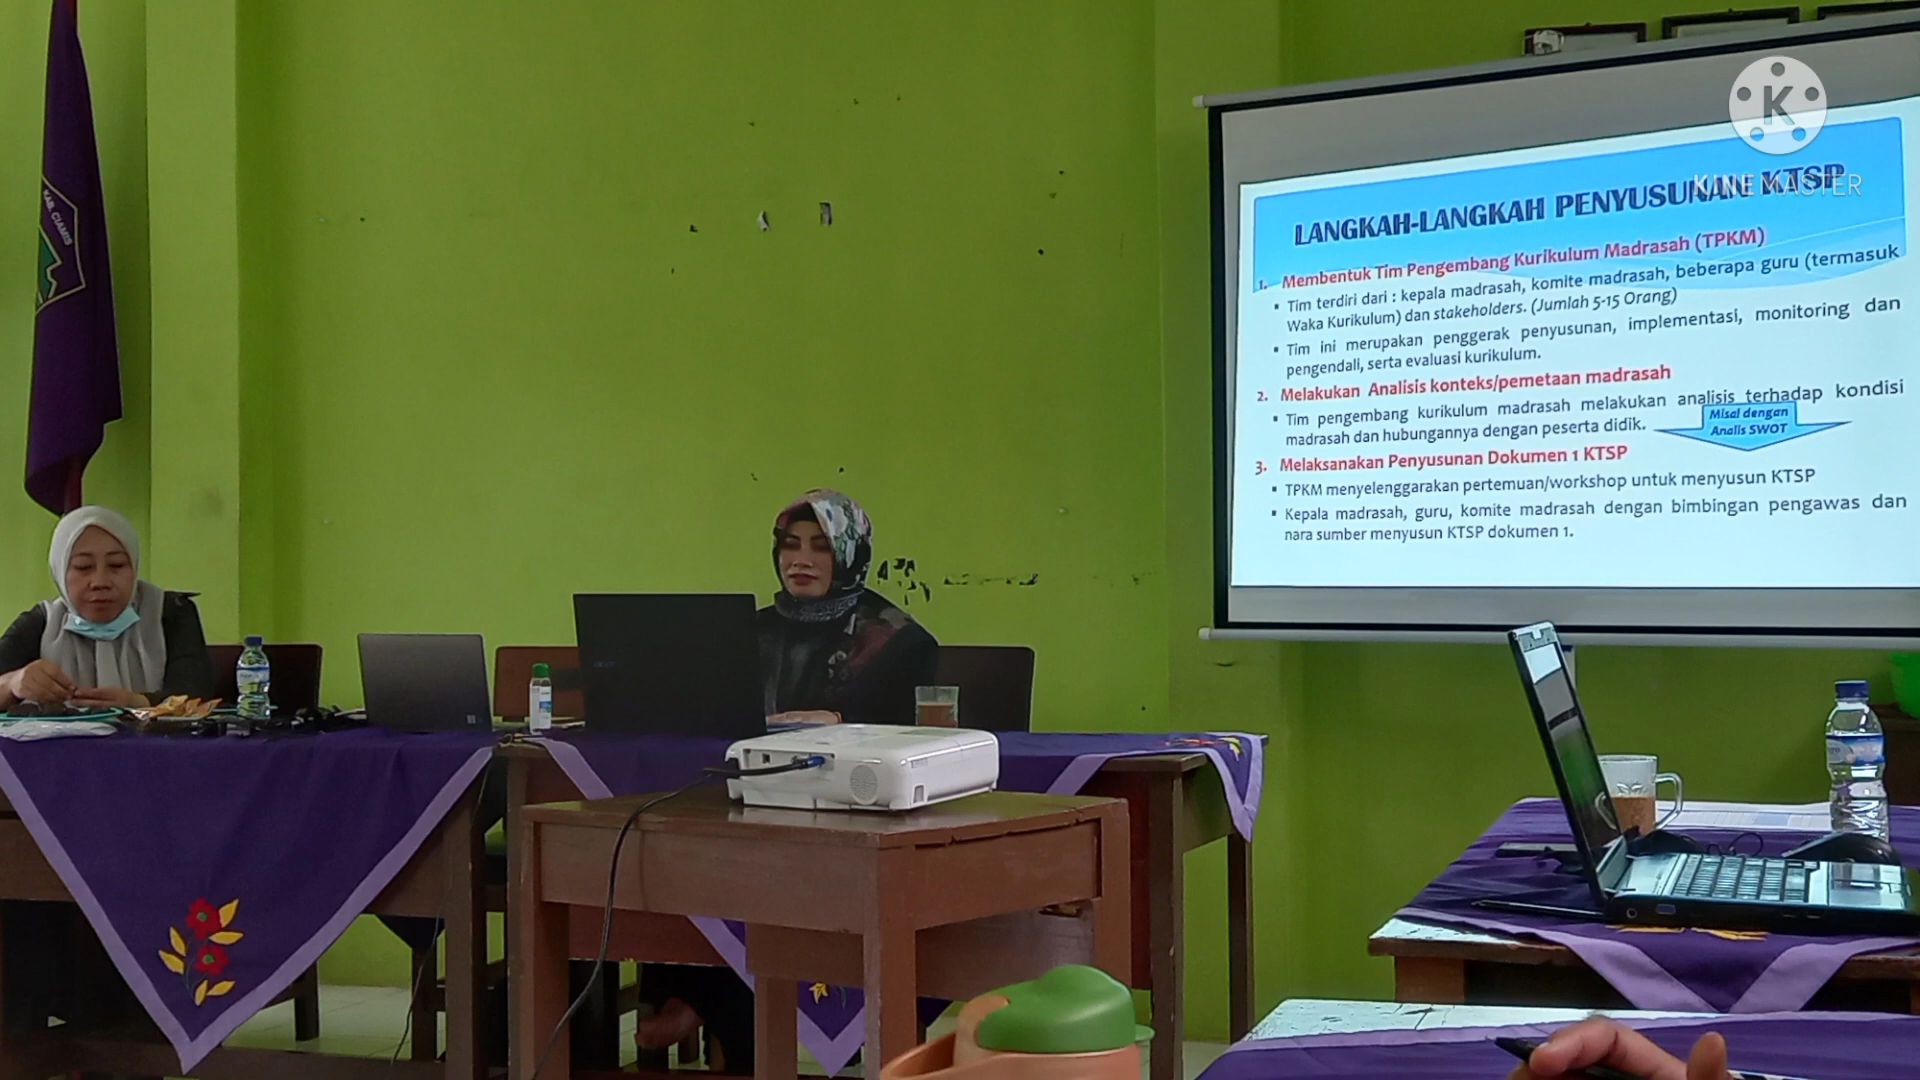 KAB. CIAMIS
K
KINEMASTER
LANGKAH-LANGKAH PENYUSUNAN KTSP
1. Membentuk Tim Pengembang Kurikulum Madrasah (TPKM)
▪ Tim terdiri dari : kepala madrasah, komite madrasah, beberapa guru (termasuk
Waka Kurikulum) dan stakeholders. (Jumlah 5-15 Orang)
▪ Tim ini merupakan penggerak penyusunan, implementasi, monitoring dan
pengendali, serta evaluasi kurikulum.
2. Melakukan Analisis konteks/pemetaan madrasah
▪ Tim pengembang kurikulum madrasah melakukan analisis terhadap kondisi
madrasah dan hubungannya dengan peserta didik.
Misal dengan
Analis SWOT
3. Melaksanakan Penyusunan Dokumen 1 KTSP
▪ TPKM menyelenggarakan pertemuan/workshop untuk menyusun KTSP
▪ Kepala madrasah, guru, komite madrasah dengan bimbingan pengawas dan
nara sumber menyusun KTSP dokumen 1.
acer